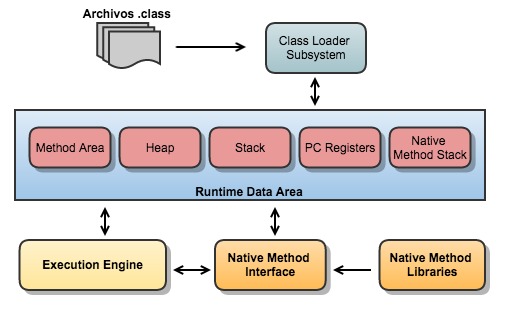 Archivos .class
Class Loader
Subsystem
Method Area
Heap
Stack
PC Registers
Native
Method Stack
Runtime Data Area
Execution Engine
Native Method
Interface
Native Method
Libraries